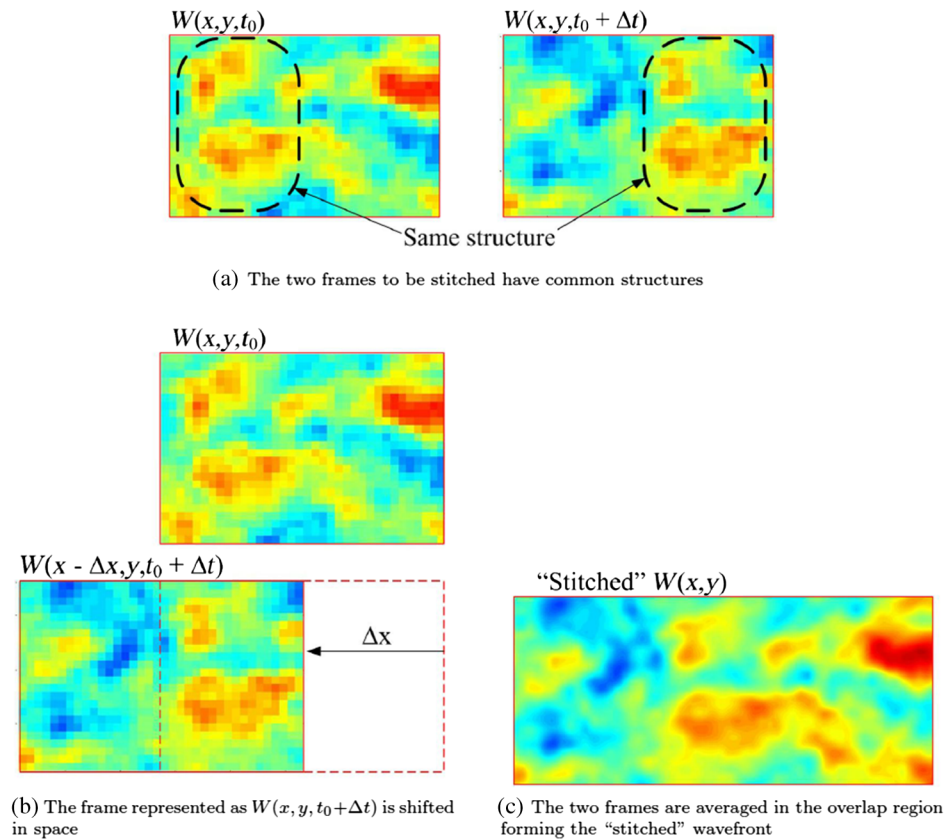 W(x,y,t₀)
W(x,y,t₀ + Δt)
Same structure
(a) The two frames to be stitched have common structures
W(x,y,t₀)
W(x - Δx,y,t₀ + Δt)
Δx
“Stitched” W(x,y)
(b) The frame represented as W(x, y, t₀+Δt) is shifted
in space
(c) The two frames are averaged in the overlap region
forming the “stitched” wavefront